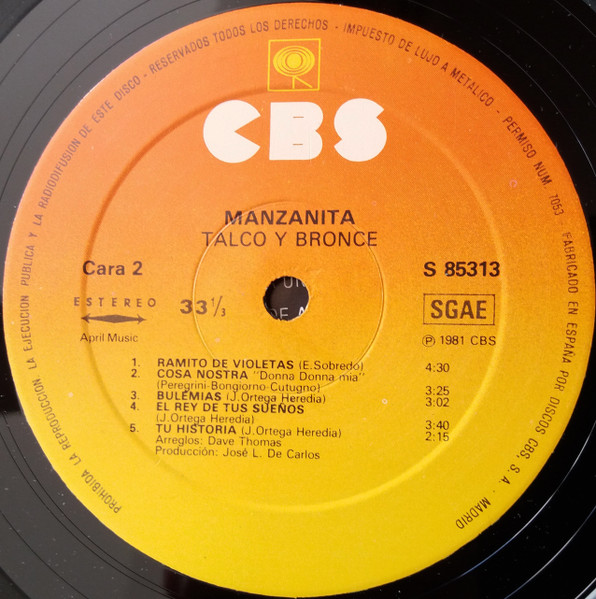 PROHIBIDA LA REPRODUCCIÓN LA EJECUCION PUBLICA Y LA RADIODIFUSION DE ESTE DISCO - RESERVADOS TODOS LOS DERECHOS - IMPUESTO DE LUJO A METALICO - PERMISO NUM. 7053 - FABRICADO EN ESPAÑA POR DISCOS CBS, S. A. - MADRID
CBS
MANZANITA
TALCO Y BRONCE
Cara 2
S 85313
ESTEREO
33 1/3
SGAE
April Music
℗ 1981 CBS
1. RAMITO DE VIOLETAS (E.Sobredo) 4:30
2. COSA NOSTRA "Donna Donna mia"
(Peregrini-Bongiorno-Cutugno) 3:25
3. BULEMIAS (J.Ortega Heredia) 3:02
4. EL REY DE TUS SUEÑOS
(J.Ortega Heredia) 3:40
5. TU HISTORIA (J.Ortega Heredia) 2:15
Arreglos: Dave Thomas
Producción: José L. De Carlos